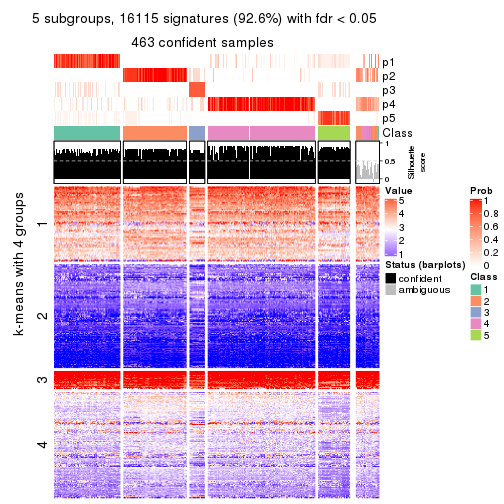 5 subgroups, 16115 signatures (92.6%) with fdr < 0.05
463 confident samples
p1
p2
p3
p4
p5
Class
1
0.5
0
Silhouette
score
k-means with 4 groups
1
2
3
4
Value
5
4
3
2
1
Status (barplots)
confident
ambiguous
Prob
1
0.8
0.6
0.4
0.2
0
Class
1
2
3
4
5